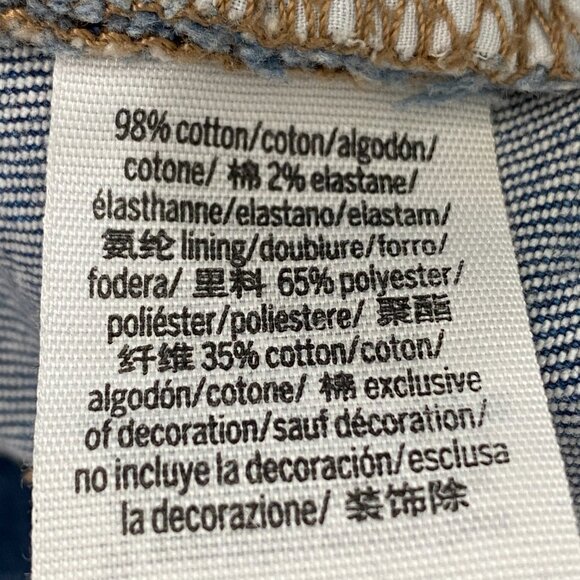 98% cotton/coton/algodón/
cotone/ 棉 2% elastane/
élasthanne/elastano/elastam/
氨纶 lining/doublure/forro/
fodera/ 里料 65% polyester/
poliéster/poliestere/ 聚酯
纤维 35% cotton/coton/
algodón/cotone/ 棉 exclusive
of decoration/sauf décoration/
no incluye la decoración/esclusa
la decorazione/ 装饰除